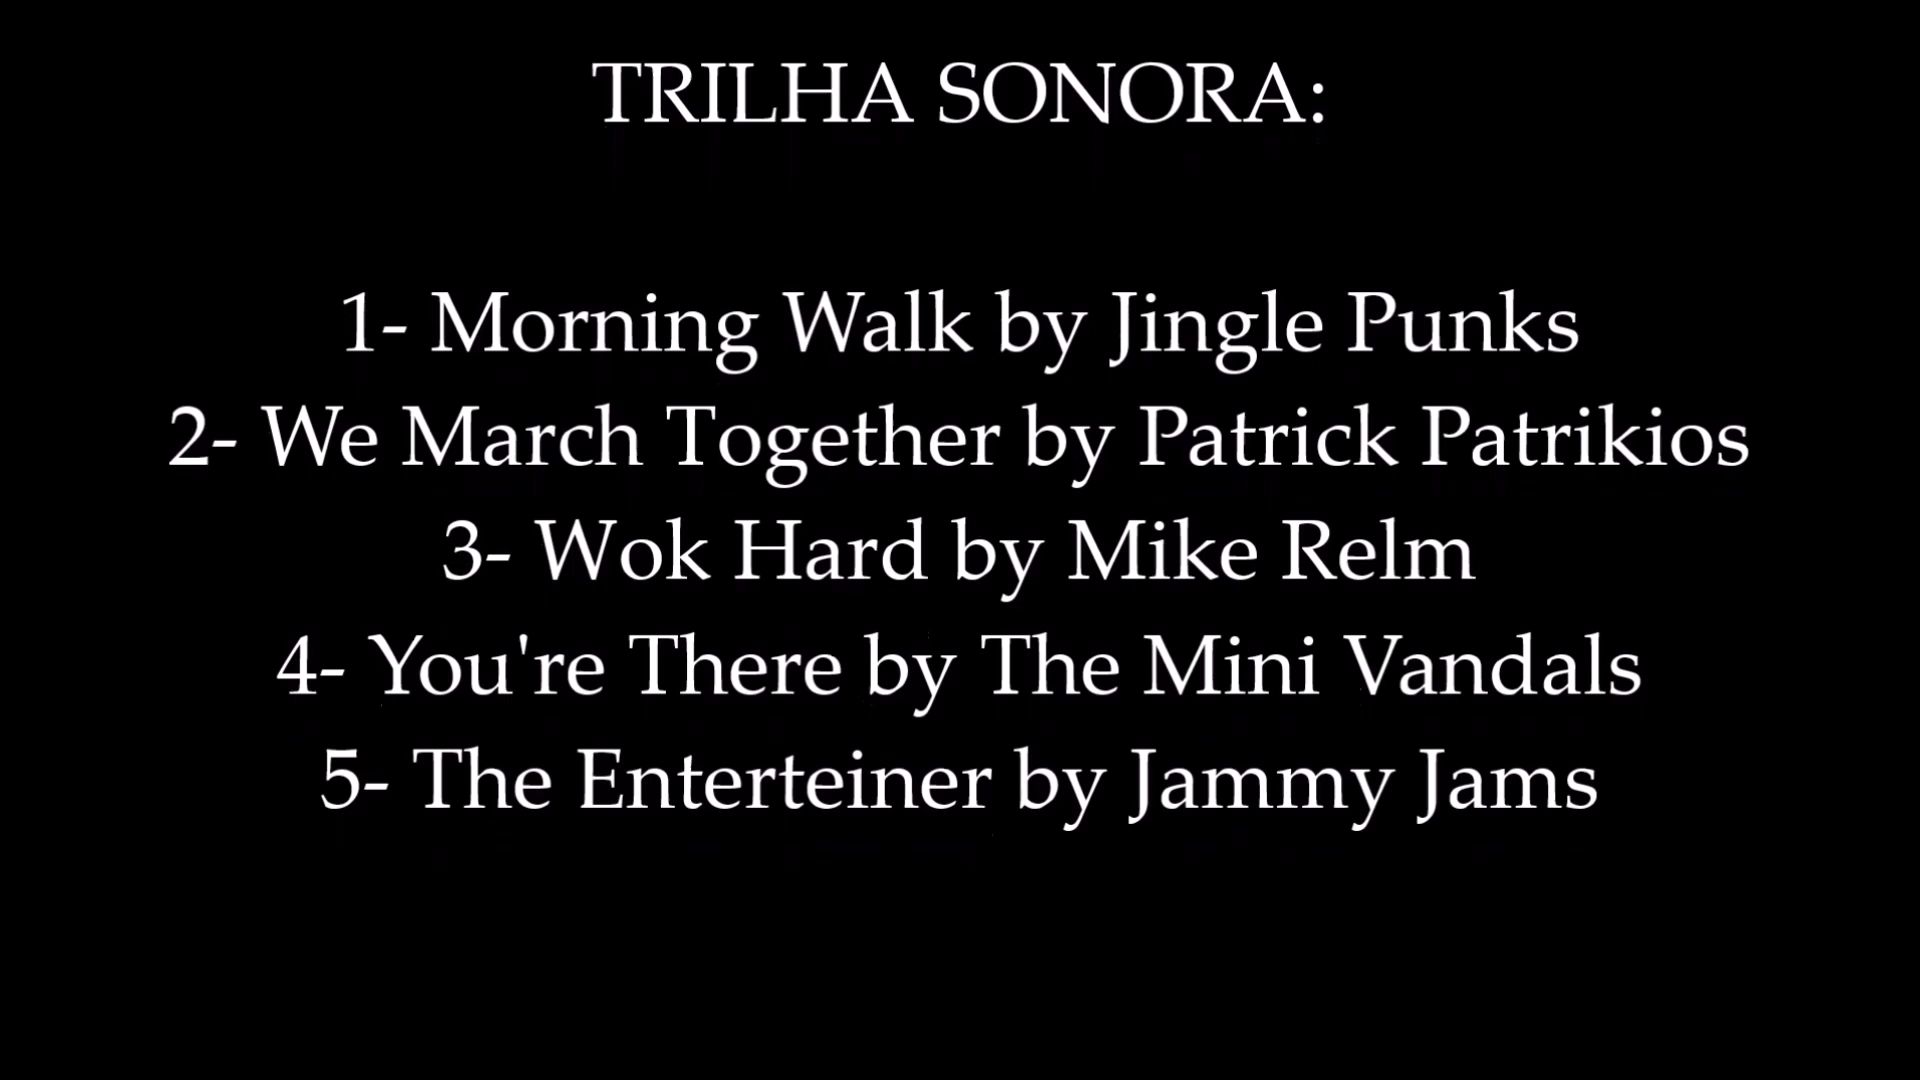 TRILHA SONORA:
1- Morning Walk by Jingle Punks
2- We March Together by Patrick Patrikios
3- Wok Hard by Mike Relm
4- You're There by The Mini Vandals
5- The Enterteiner by Jammy Jams